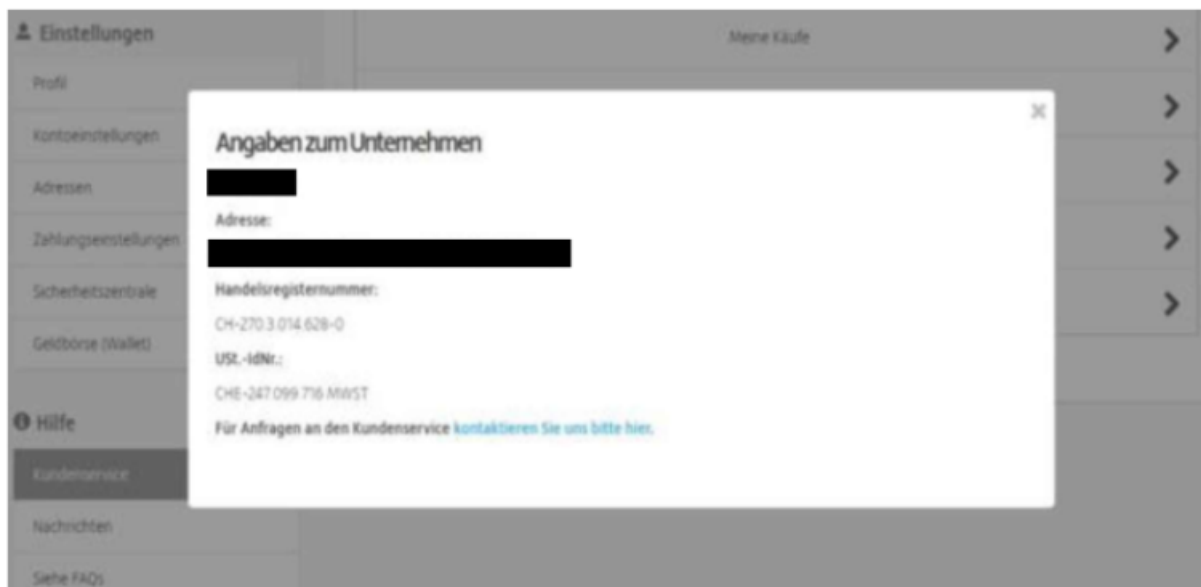 Einstellungen
Profil
Kontoeinstellungen
Adressen
Zahlungseinstellungen
Sicherheitszentrale
Geldbörse (Wallet)
Hilfe
Kundenservice
Nachrichten
Siehe FAQs
Meine Käufe
Angaben zum Unternehmen
Adresse:
Handelsregisternummer:
CH-270.3.014.628-0
USt.-IdNr.:
CHE-247.099.716 MWST
Für Anfragen an den Kundenservice kontaktieren Sie uns bitte hier.